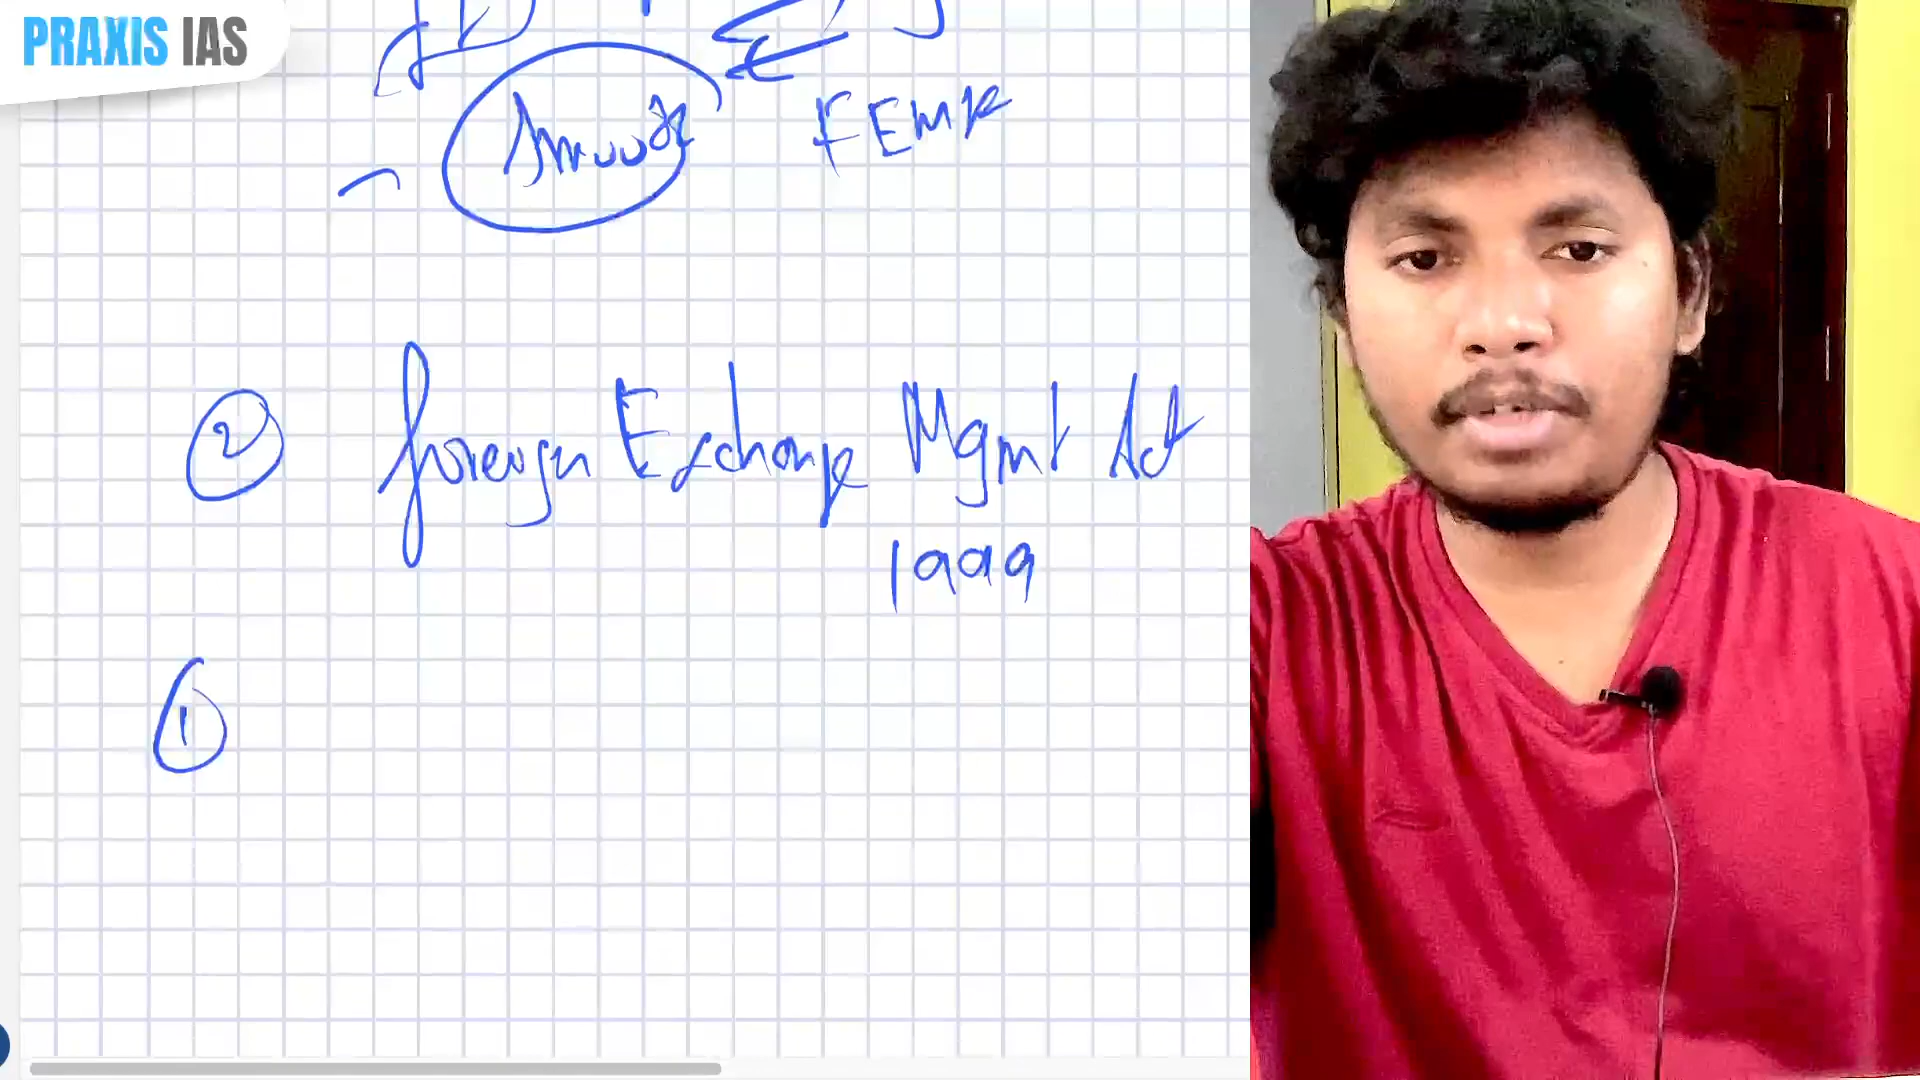 PRAXIS IAS
FEMA
② Foreign Exchange Mgmt Act
1999
①